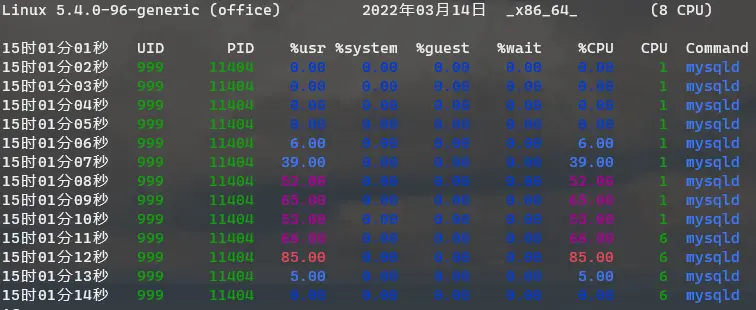 Linux 5.4.0-96-generic (office) 2022年03月14日 _x86_64_ (8 CPU)
15时01分01秒 UID PID %usr %system %guest %wait %CPU CPU Command
15时01分02秒 999 11404 0.00 0.00 0.00 0.00 0.00 1 mysqld
15时01分03秒 999 11404 0.00 0.00 0.00 0.00 0.00 1 mysqld
15时01分04秒 999 11404 0.00 0.00 0.00 0.00 0.00 1 mysqld
15时01分05秒 999 11404 0.00 0.00 0.00 0.00 0.00 1 mysqld
15时01分06秒 999 11404 6.00 0.00 0.00 0.00 6.00 1 mysqld
15时01分07秒 999 11404 39.00 0.00 0.00 0.00 39.00 1 mysqld
15时01分08秒 999 11404 0.00 0.00 0.00 1 mysqld
15时01分09秒 999 11404 0.00 0.00 0.00 1 mysqld
15时01分10秒 999 11404 53.00 0.00 0.00 0.00 53.00 1 mysqld
15时01分11秒 999 11404 0.00 0.00 0.00 6 mysqld
15时01分12秒 999 11404 85.00 0.00 0.00 0.00 85.00 6 mysqld
15时01分13秒 999 11404 5.00 0.00 0.00 0.00 5.00 6 mysqld
15时01分14秒 999 11404 0.00 0.00 0.00 0.00 0.00 6 mysqld